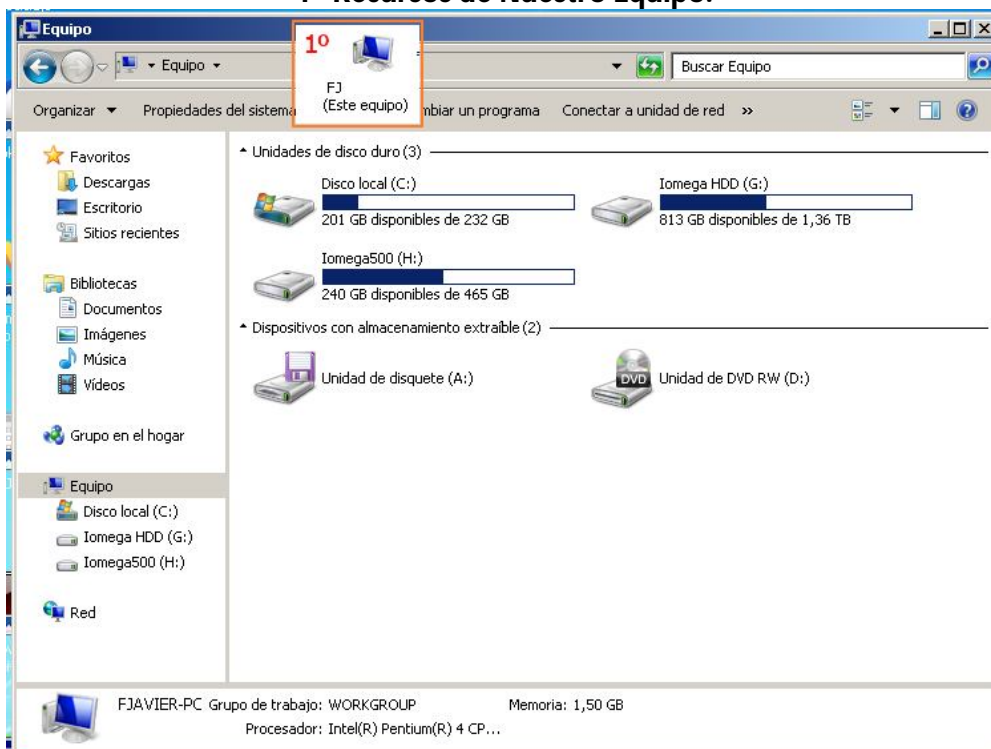 1º Recurso de Nuestro Equipo.
Equipo
1º
FJ
(Este equipo)
Equipo
Buscar Equipo
Organizar
Propiedades del sistema
mbiar un programa
Conectar a unidad de red »
Favoritos
Descargas
Escritorio
Sitios recientes
Bibliotecas
Documentos
Imágenes
Música
Vídeos
Grupo en el hogar
Equipo
Disco local (C:)
Iomega HDD (G:)
Iomega500 (H:)
Red
Unidades de disco duro (3)
Disco local (C:)
201 GB disponibles de 232 GB
Iomega HDD (G:)
813 GB disponibles de 1,36 TB
Iomega500 (H:)
240 GB disponibles de 465 GB
Dispositivos con almacenamiento extraíble (2)
Unidad de disquete (A:)
DVD
Unidad de DVD RW (D:)
FJAVIER-PC Grupo de trabajo: WORKGROUP Memoria: 1,50 GB
Procesador: Intel(R) Pentium(R) 4 CP...